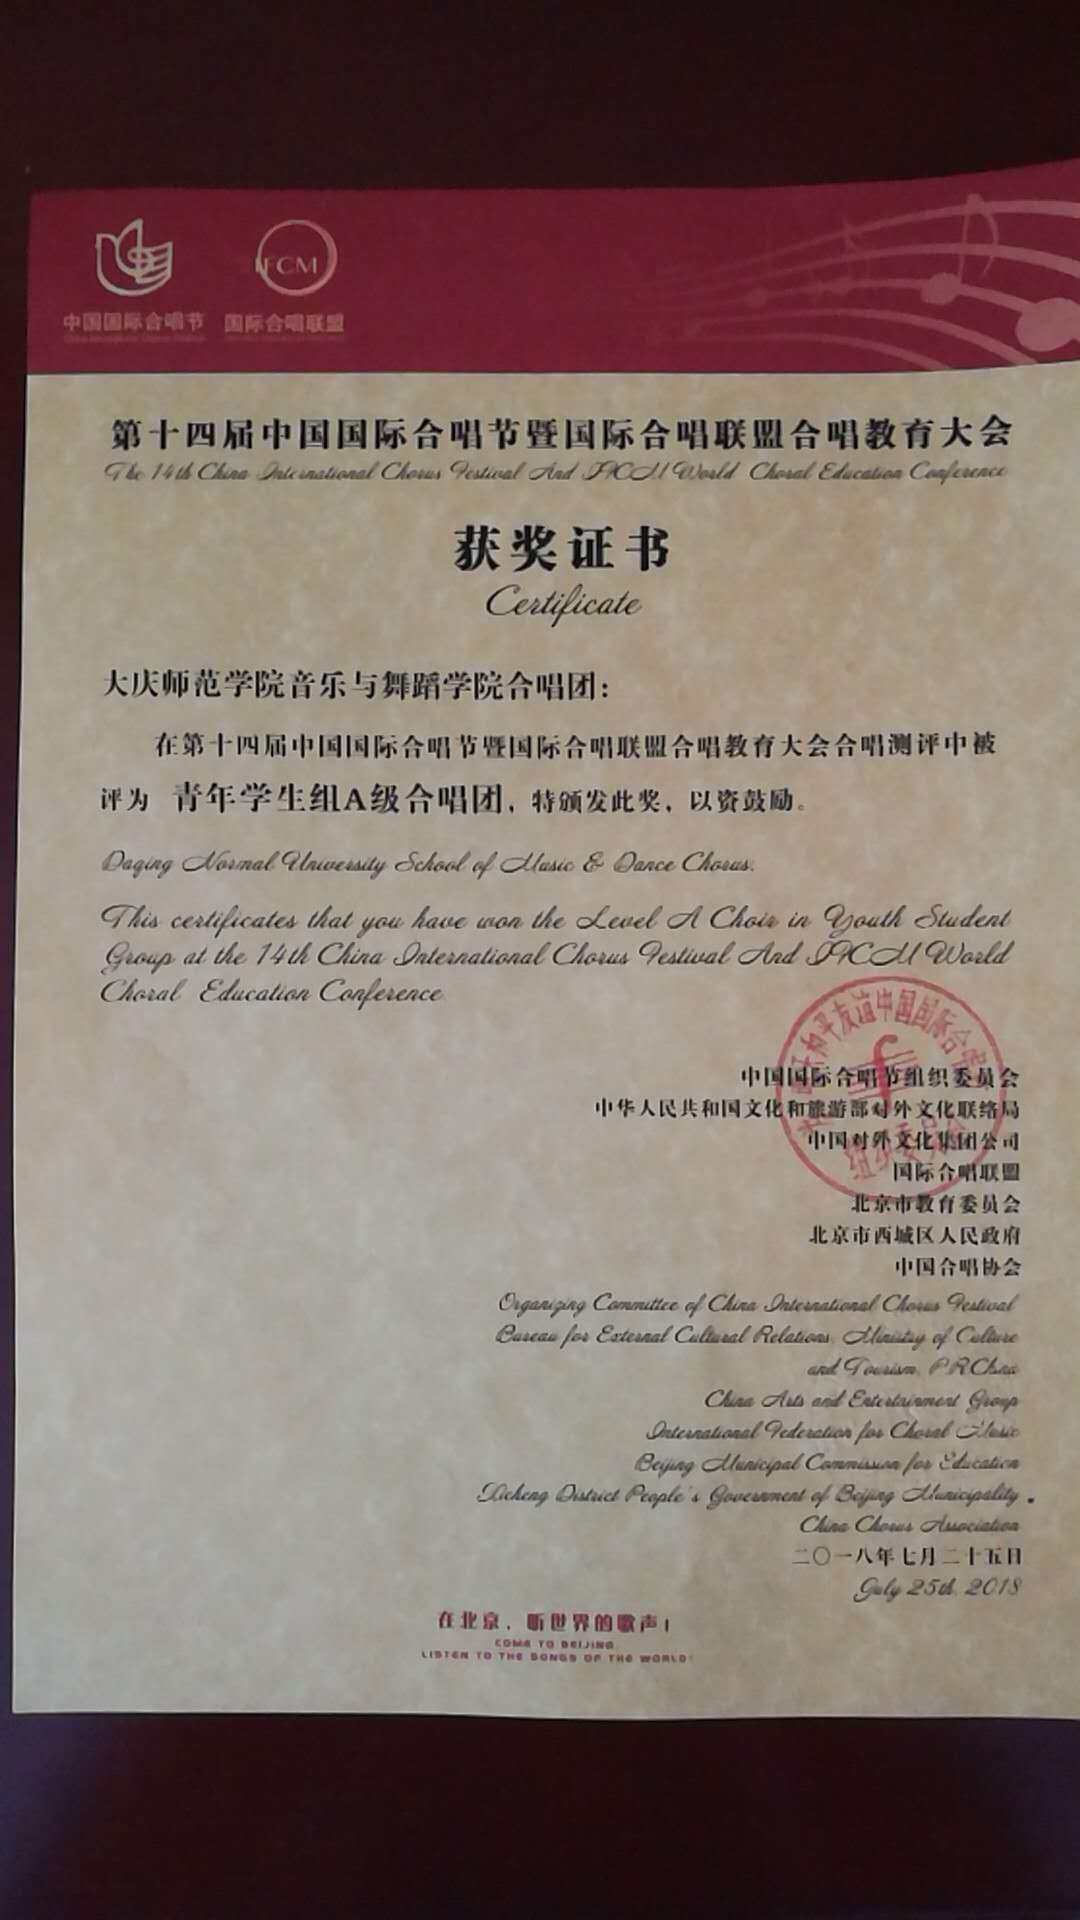 IFCM
中国国际合唱节
国际合唱联盟
第十四届中国国际合唱节暨国际合唱联盟合唱教育大会
The 14th China International Chorus Festival And IFCM World Choral Education Conference
获奖证书
Certificate
大庆师范学院音乐与舞蹈学院合唱团：
在第十四届中国国际合唱节暨国际合唱联盟合唱教育大会合唱测评中被
评为 青年学生组A级合唱团，特颁发此奖，以资鼓励。
Daqing Normal University School of Music & Dance Chorus:
This certificates that you have won the Level A Choir in Youth Student
Group at the 14th China International Chorus Festival And IFCM World
Choral Education Conference.
中国国际合唱节组织委员会
中华人民共和国文化和旅游部对外文化联络局
中国对外文化集团公司
国际合唱联盟
北京市教育委员会
北京市西城区人民政府
中国合唱协会
Organizing Committee of China International Chorus Festival
Bureau for External Cultural Relations, Ministry of Culture
and Tourism, P.R.China
China Arts and Entertainment Group
International Federation for Choral Music
Beijing Municipal Commission for Education
Xicheng District People's Government of Beijing Municipality
China Chorus Association
二〇一八年七月二十五日
July 25th, 2018
在北京，听世界的歌声！
COME TO BEIJING,
LISTEN TO THE SONGS OF THE WORLD!